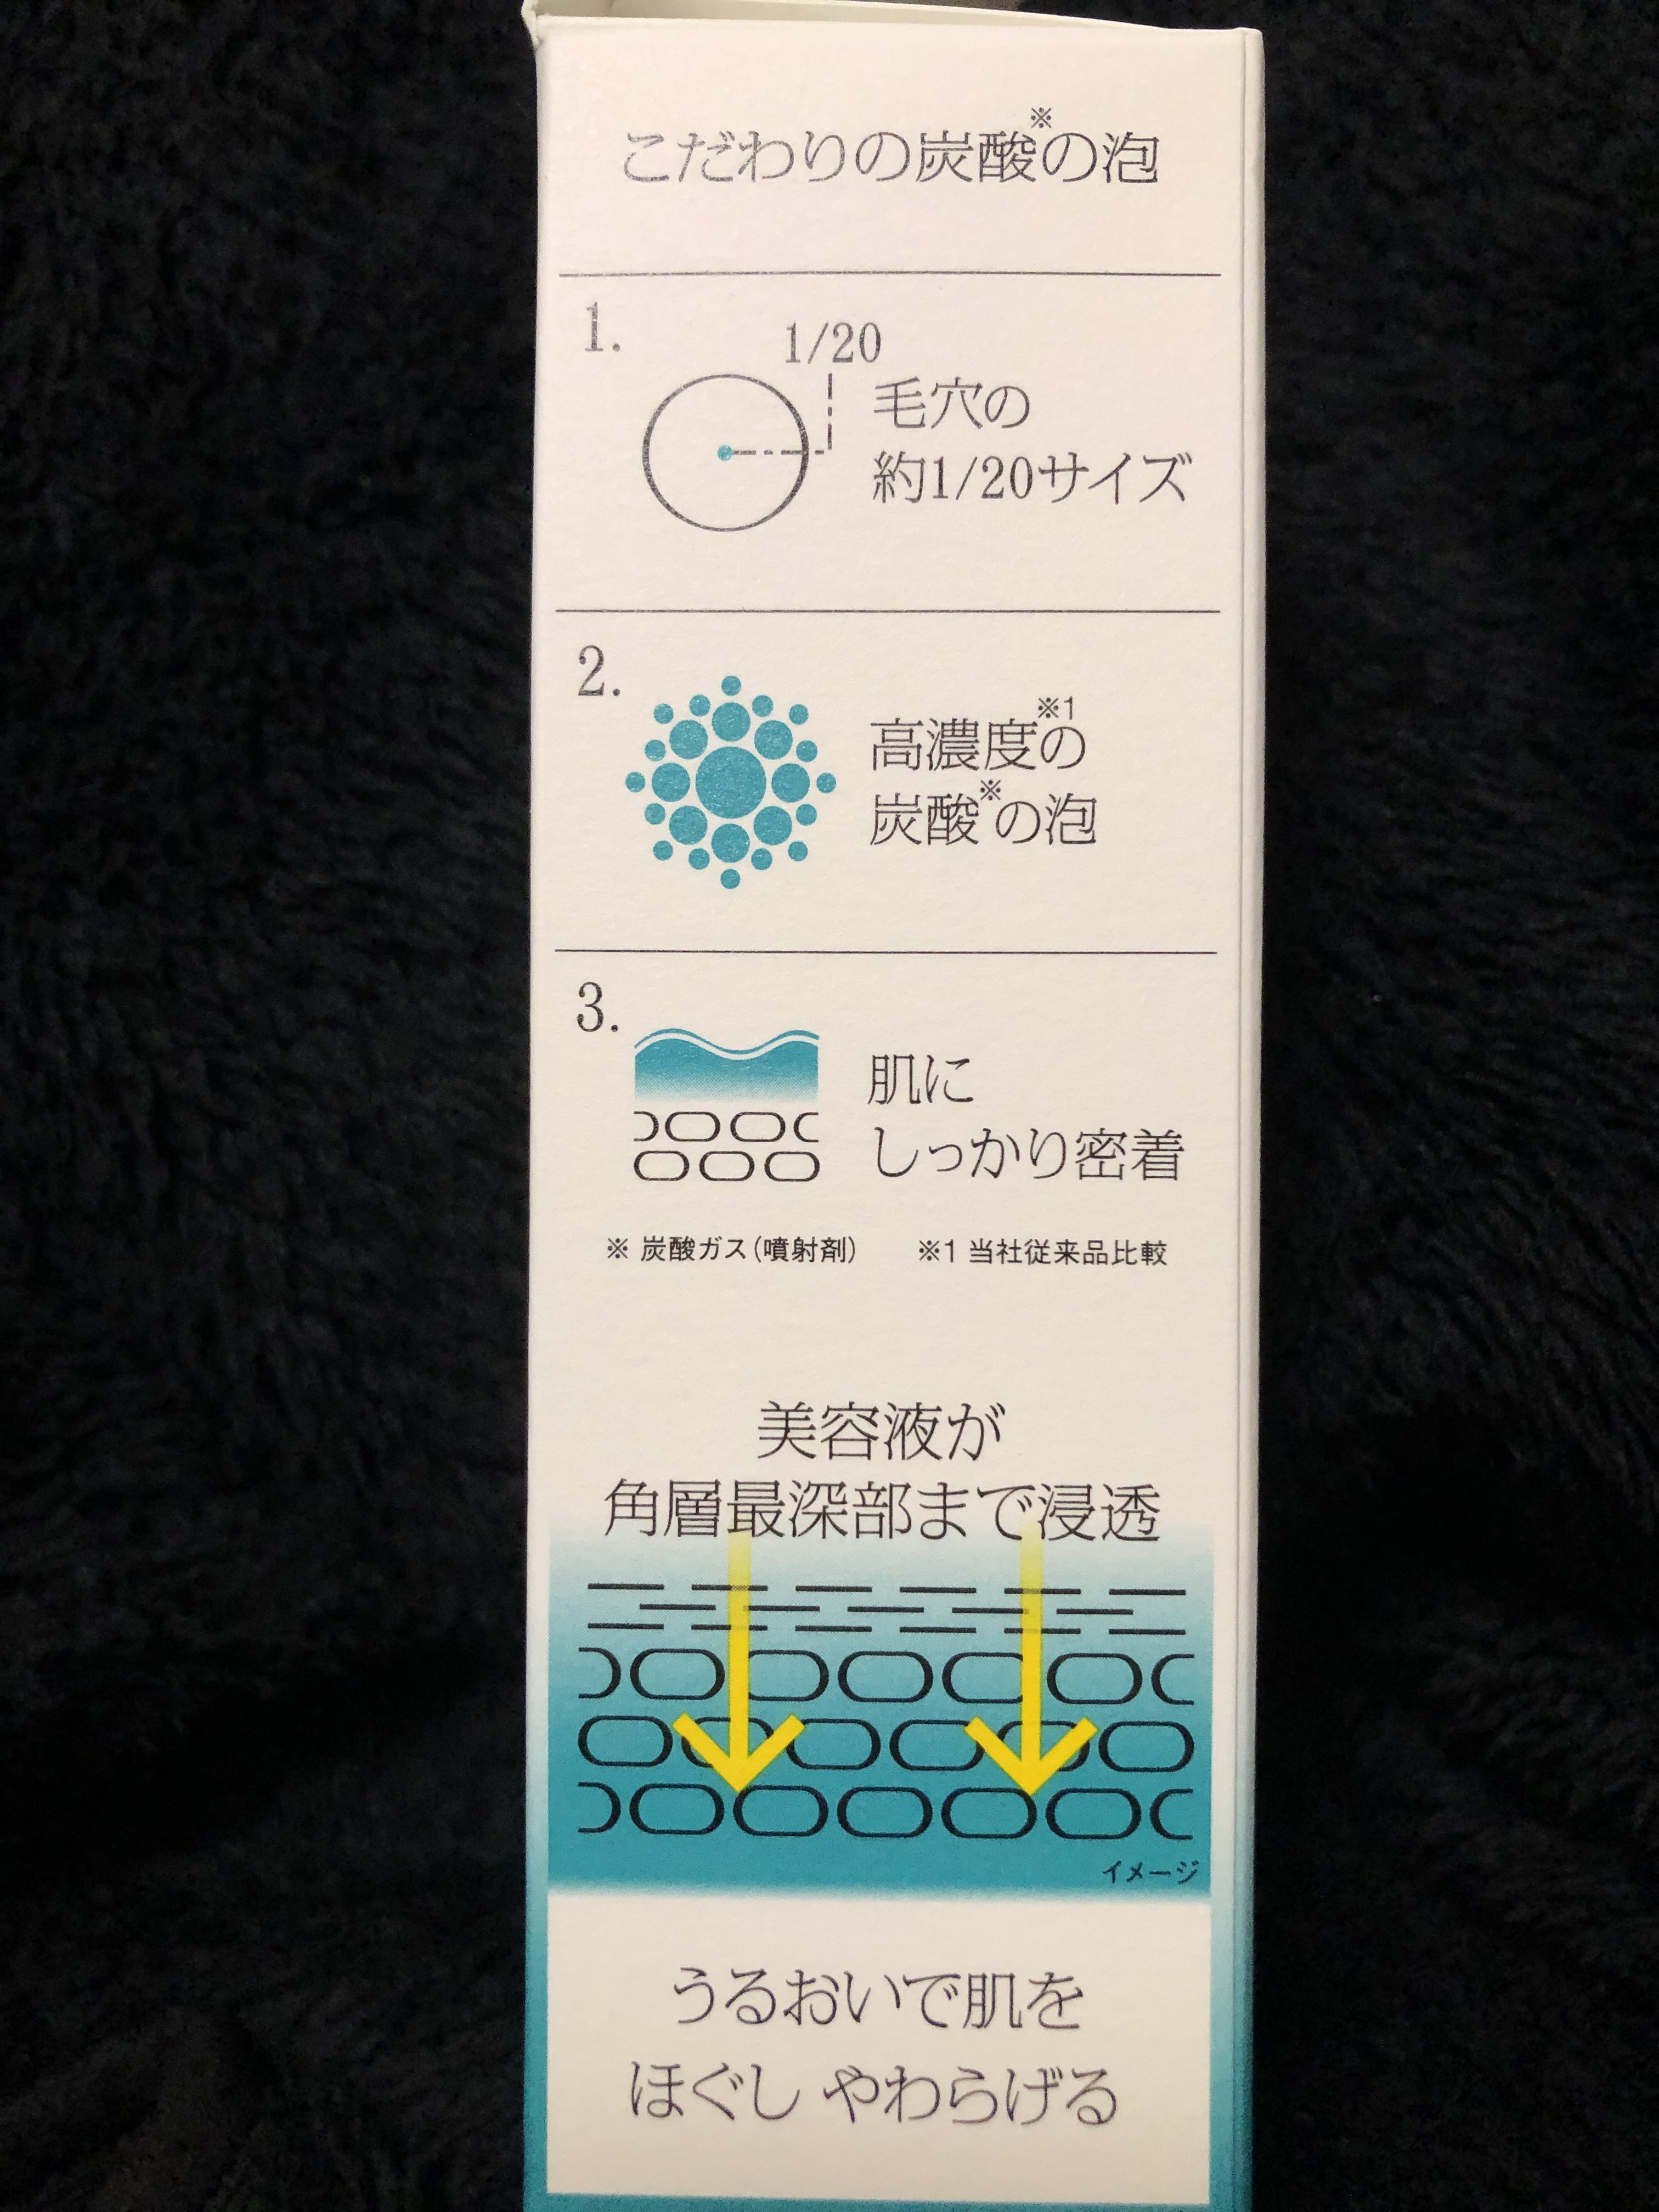 こだわりの炭酸※の泡
1.
1/20
毛穴の
約1/20サイズ
2.
高濃度※1の
炭酸※の泡
3.
肌に
しっかり密着
※ 炭酸ガス(噴射剤)
※1 当社従来品比較
美容液が
角層最深部まで浸透
イメージ
うるおいで肌を
ほぐし やわらげる